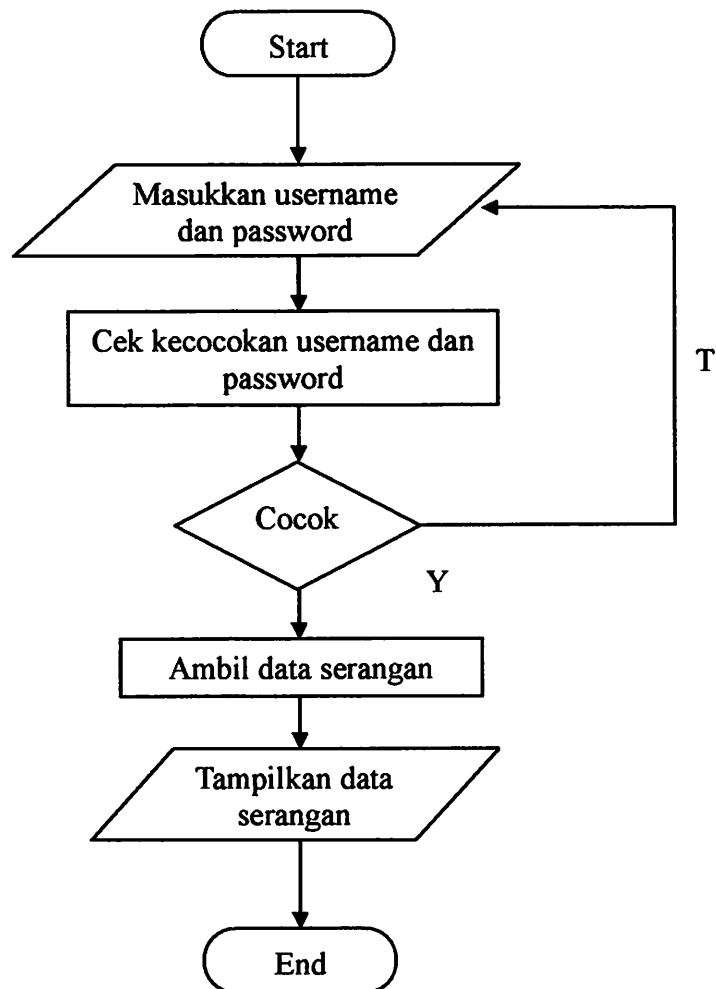 Start
Masukkan username
dan password
Cek kecocokan username dan
password
T
Cocok
Y
Ambil data serangan
Tampilkan data
serangan
End